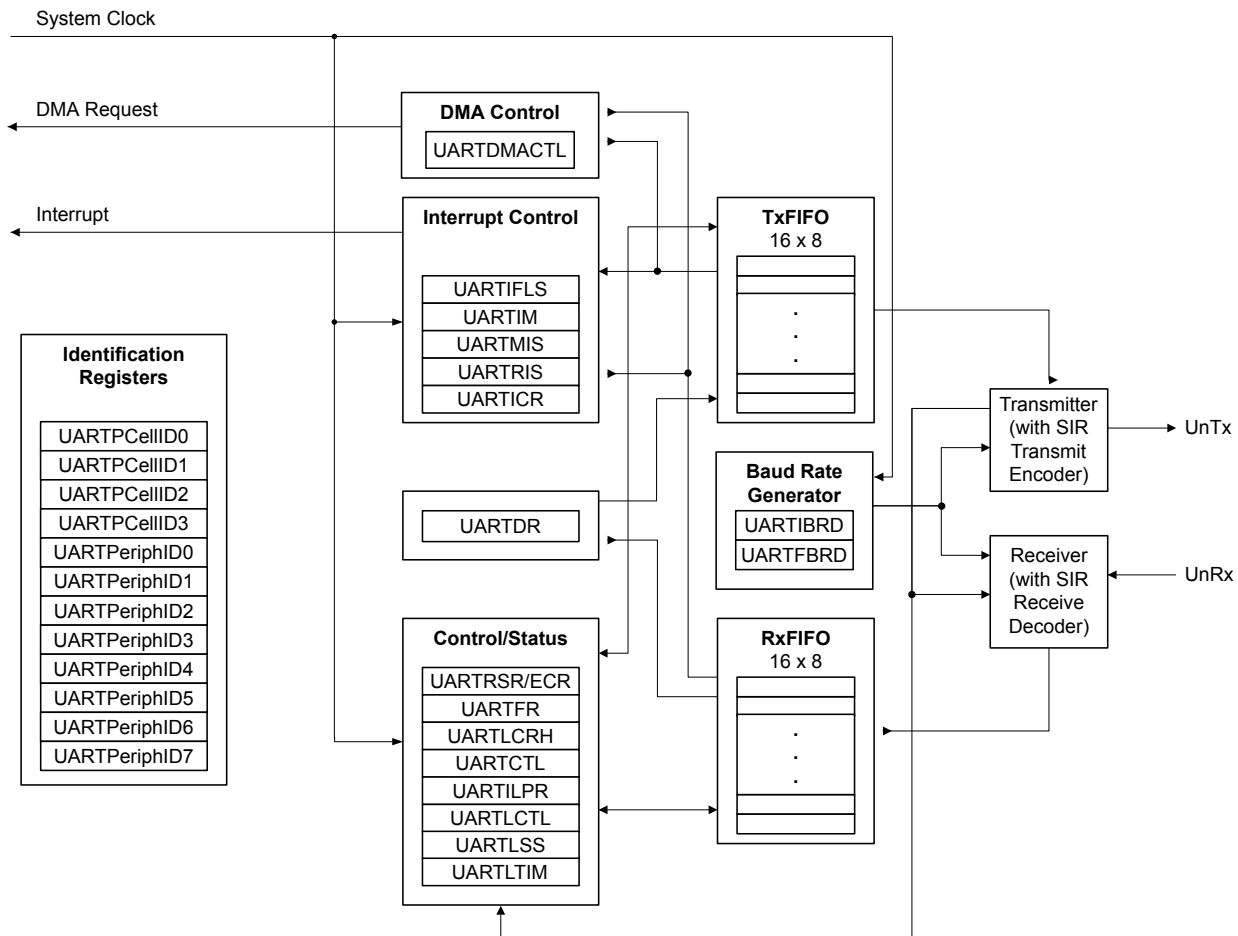 System Clock
DMA Request
DMA Control
UARTDMACTL
Interrupt
Interrupt Control
UARTIFLS
UARTIM
UARTMIS
UARTRIS
UARTICR
TxFIFO
16 x 8
.
.
.
Identification
Registers
UARTPCellID0
UARTPCellID1
UARTPCellID2
UARTPCellID3
UARTPeriphID0
UARTPeriphID1
UARTPeriphID2
UARTPeriphID3
UARTPeriphID4
UARTPeriphID5
UARTPeriphID6
UARTPeriphID7
Transmitter
(with SIR
Transmit
Encoder)
UnTx
UARTDR
Baud Rate
Generator
UARTIBRD
UARTFBRD
Receiver
(with SIR
Receive
Decoder)
UnRx
Control/Status
UARTRSR/ECR
UARTFR
UARTLCRH
UARTCTL
UARTILPR
UARTLCTL
UARTLSS
UARTLTIM
RxFIFO
16 x 8
.
.
.